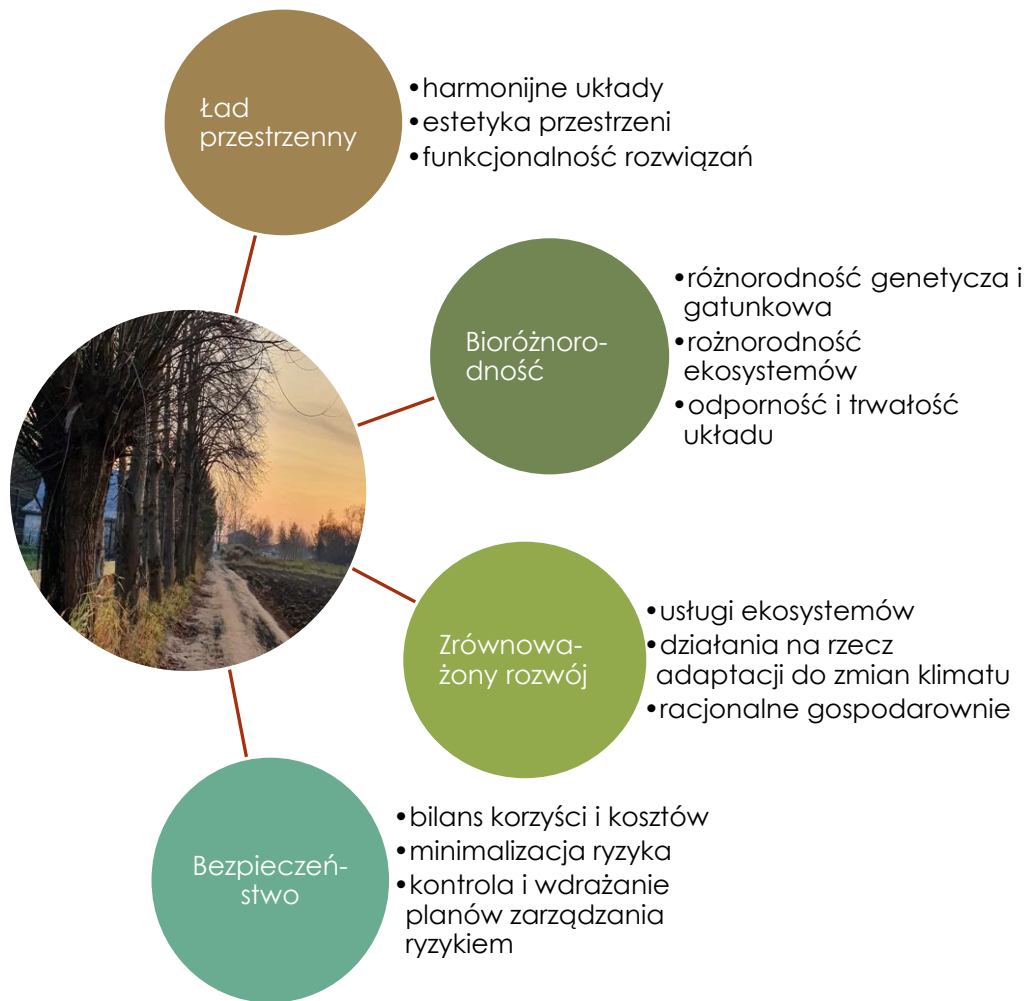 Ład
przestrzenny
•harmonijne układy
•estetyka przestrzeni
•funkcjonalność rozwiązań
Bioróżnoro-
dność
•różnorodność genetycza i
gatunkowa
•rożnorodność
ekosystemów
•odporność i trwałość
układu
Zrównowa-
żony rozwój
•usługi ekosystemów
•działania na rzecz
adaptacji do zmian klimatu
•racjonalne gospodarownie
Bezpieczeń-
stwo
•bilans korzyści i kosztów
•minimalizacja ryzyka
•kontrola i wdrażanie
planów zarządzania
ryzykiem